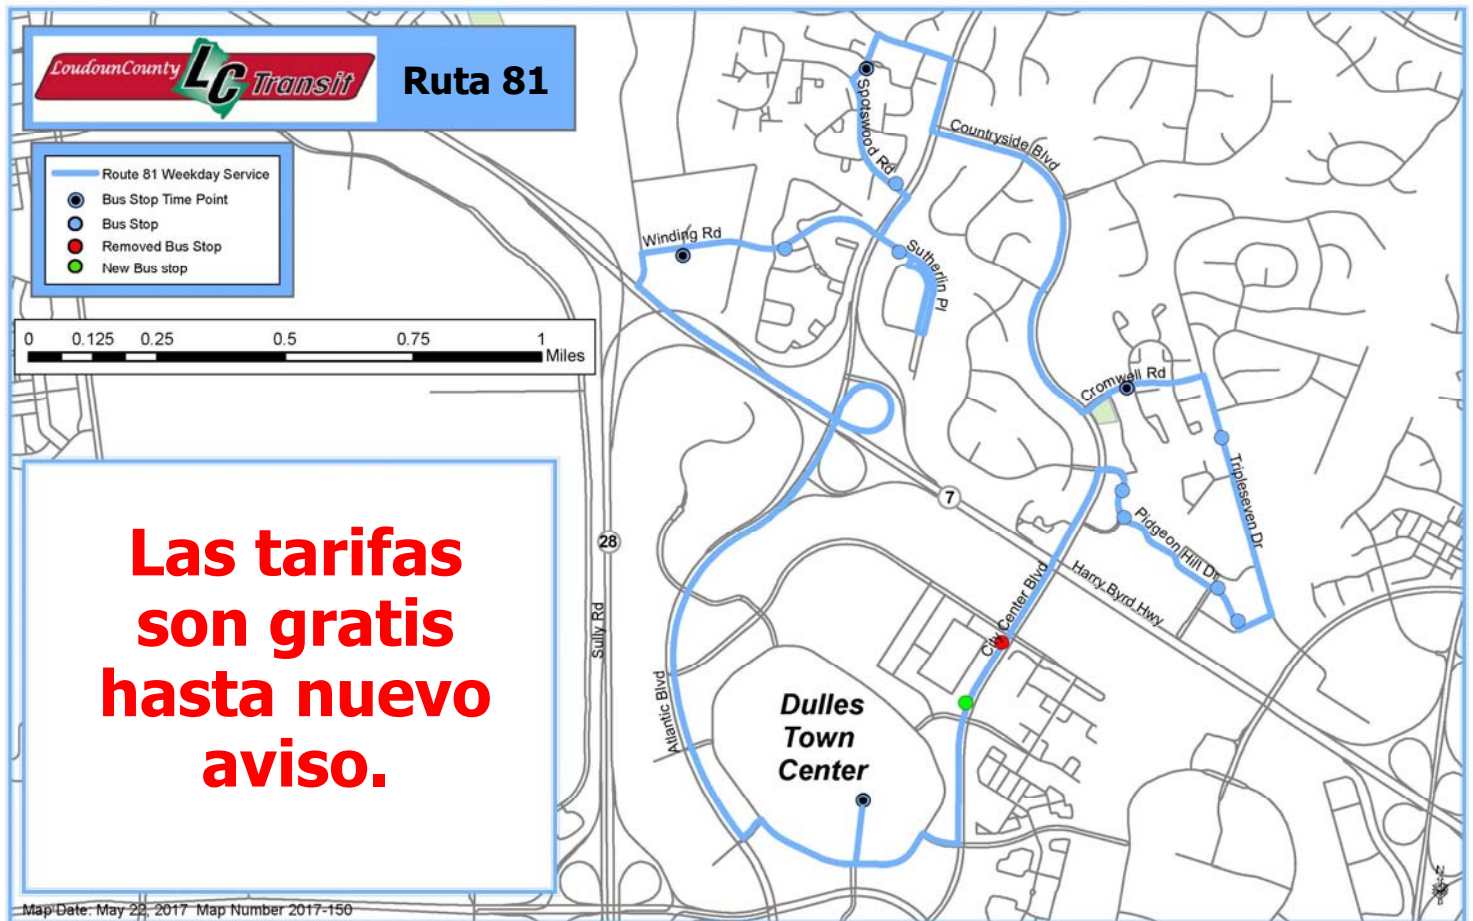 LoudounCounty LC Transit
Ruta 81
Route 81 Weekday Service
Bus Stop Time Point
Bus Stop
Removed Bus Stop
New Bus stop
0 0.125 0.25 0.5 0.75 1
Miles
Spotswood Rd
Countryside Blvd
Winding Rd
Sutherlin Pl
Cromwell Rd
Tripleseven Dr
Pidgeon Hill Dr
7
28
Harry Byrd Hwy
City Center Blvd
Sully Rd
Atlantic Blvd
Dulles
Town
Center
Las tarifas
son gratis
hasta nuevo
aviso.
Map Date: May 22, 2017 Map Number 2017-150